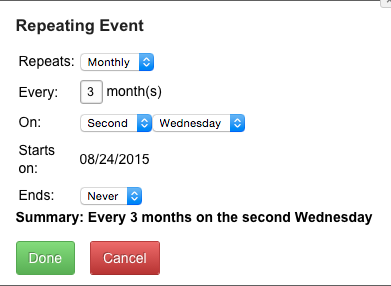 Repeating Event
Repeats: Monthly
Every: 3 month(s)
On: Second Wednesday
Starts
on: 08/24/2015
Ends: Never
Summary: Every 3 months on the second Wednesday
Done Cancel